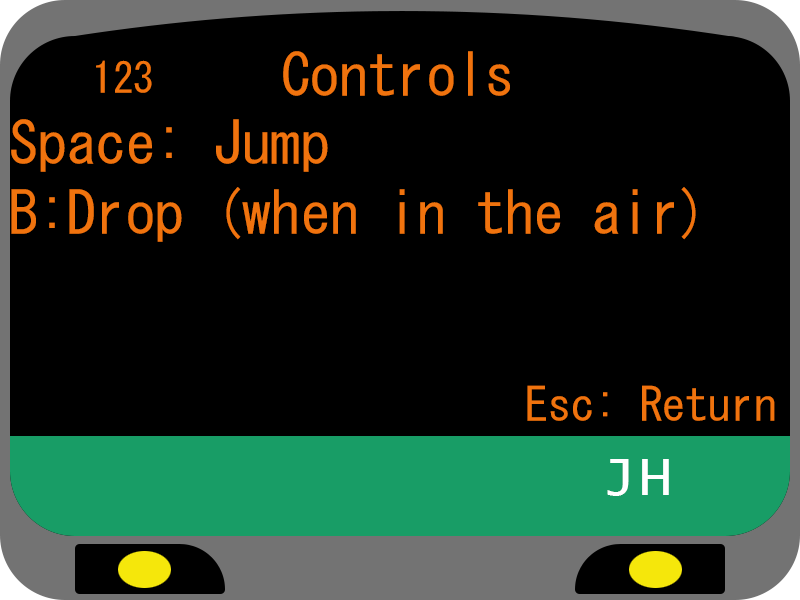 123 Controls
Space: Jump
B:Drop (when in the air)
Esc: Return
JH